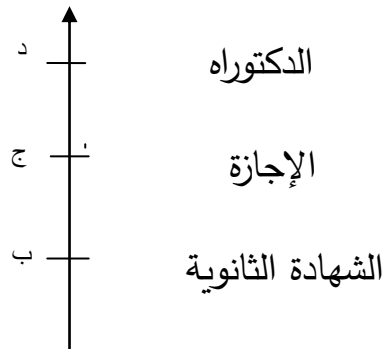 د الدكتوراه
ج الإجازة
ب الشهادة الثانوية